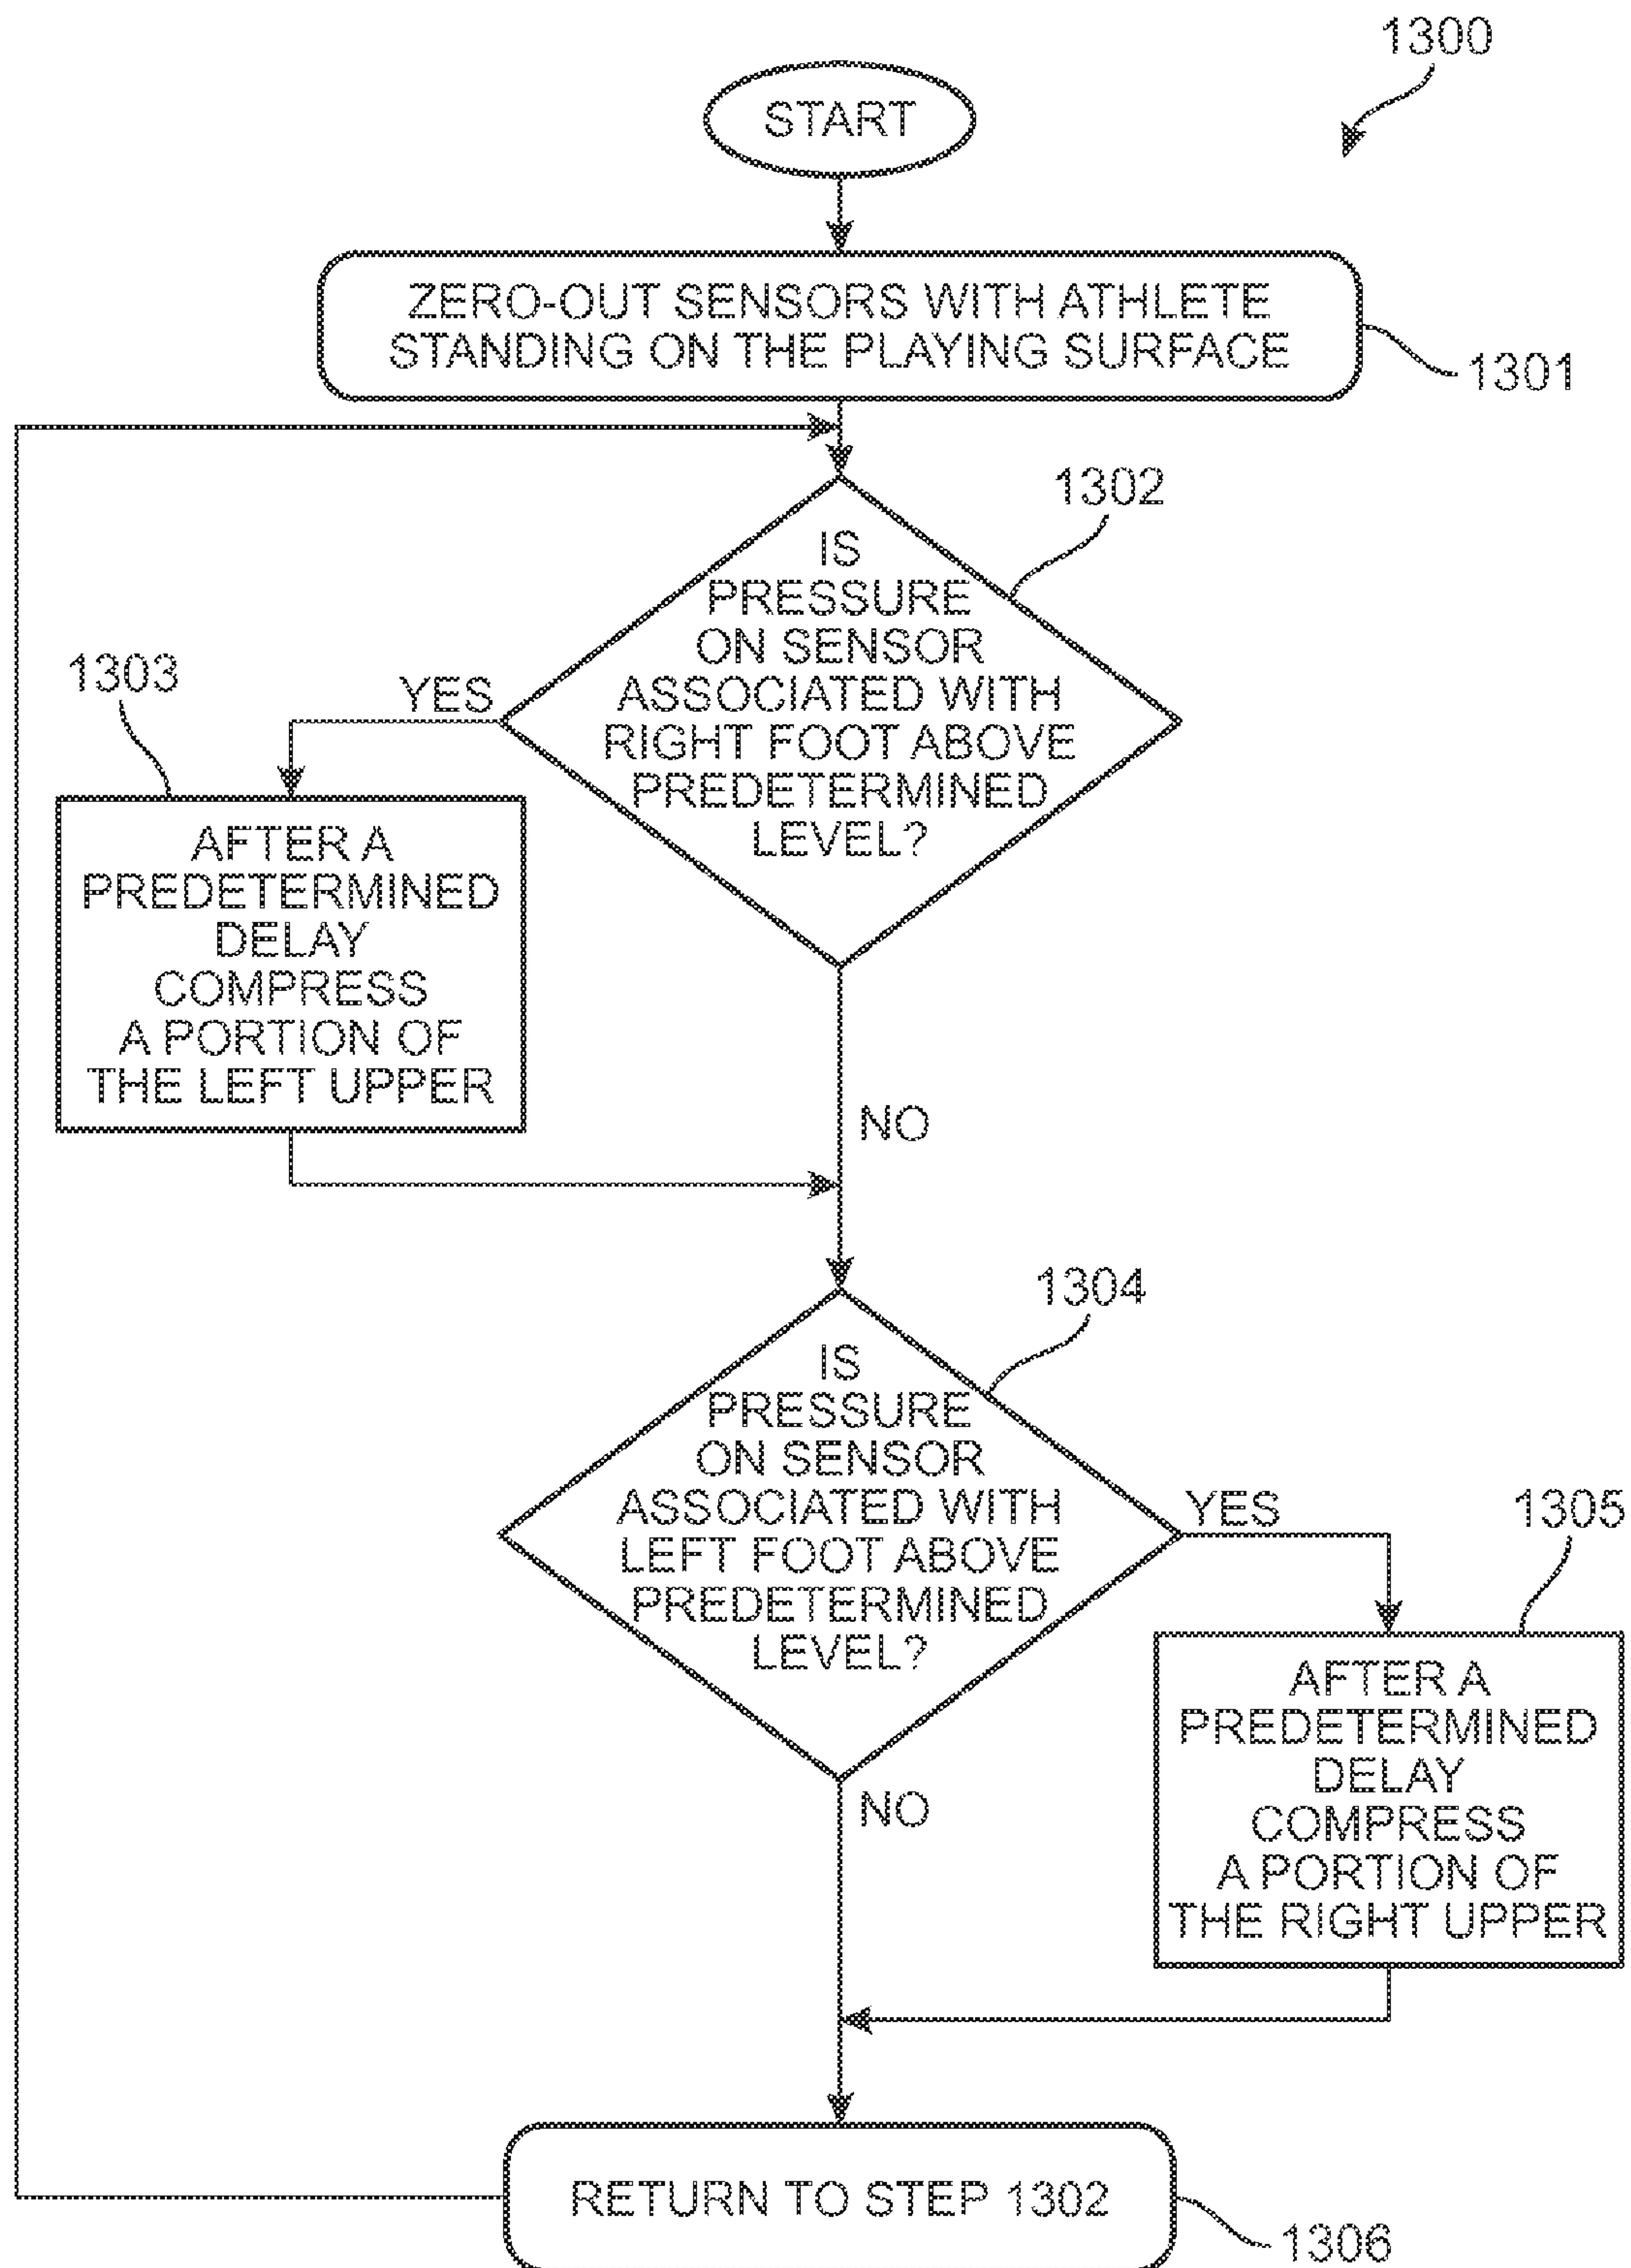 1300
START
ZERO-OUT SENSORS WITH ATHLETE
STANDING ON THE PLAYING SURFACE
1301
1302
IS
PRESSURE
ON SENSOR
ASSOCIATED WITH
RIGHT FOOT ABOVE
PREDETERMINED
LEVEL?
YES
1303
AFTER A
PREDETERMINED
DELAY
COMPRESS
A PORTION OF
THE LEFT UPPER
NO
1304
IS
PRESSURE
ON SENSOR
ASSOCIATED WITH
LEFT FOOT ABOVE
PREDETERMINED
LEVEL?
YES
1305
AFTER A
PREDETERMINED
DELAY
COMPRESS
A PORTION OF
THE RIGHT UPPER
NO
RETURN TO STEP 1302
1306